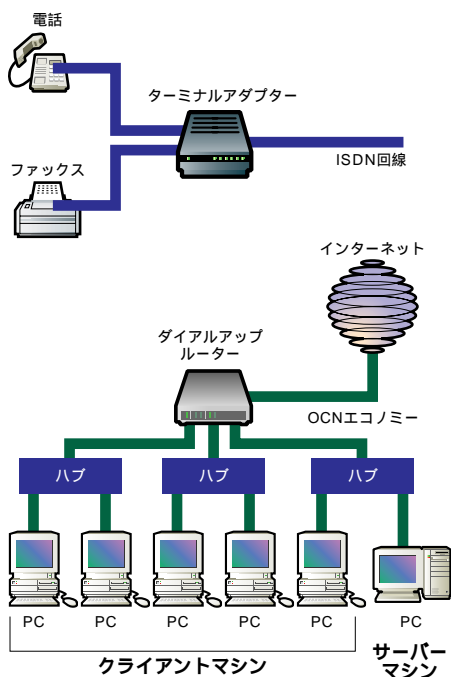 電話
ターミナルアダプター
ISDN回線
ファックス
インターネット
ダイアルアップ
ルーター
OCNエコノミー
ハブ
ハブ
ハブ
PC
PC
PC
PC
PC
PC
クライアントマシン
サーバー
マシン